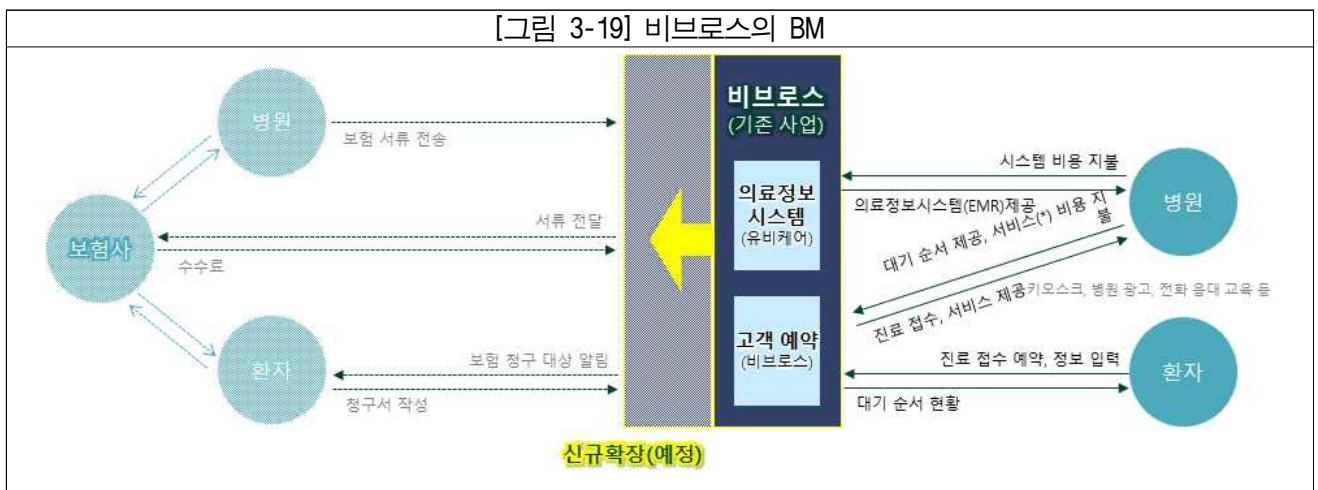 [그림 3-19] 비브로스의 BM
병원
보험 서류 전송
보험사
서류 전달
수수료
환자
보험 청구 대상 알림
청구서 작성
신규확장(예정)
비브로스
(기존 사업)
의료정보
시스템
(유비케어)
고객 예약
(비브로스)
시스템 비용 지불
의료정보시스템(EMR)제공
병원
대기 순서 제공, 서비스(*) 비용 지
불
진료 접수, 서비스 제공키오스크, 병원 광고, 전화 응대 교육 등
진료 접수 예약, 정보 입력
대기 순서 현황
환자